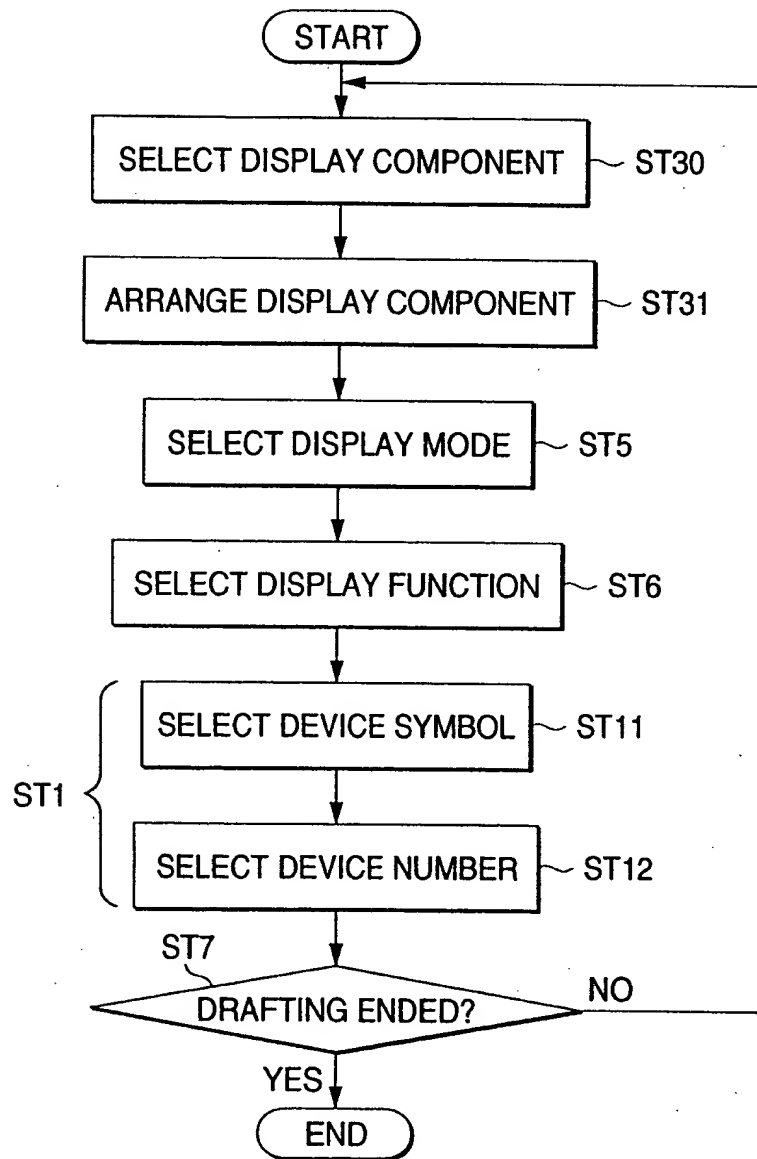 START
SELECT DISPLAY COMPONENT ST30
ARRANGE DISPLAY COMPONENT ST31
SELECT DISPLAY MODE ST5
SELECT DISPLAY FUNCTION ST6
SELECT DEVICE SYMBOL ST11
ST1
SELECT DEVICE NUMBER ST12
ST7
DRAFTING ENDED? NO
YES
END